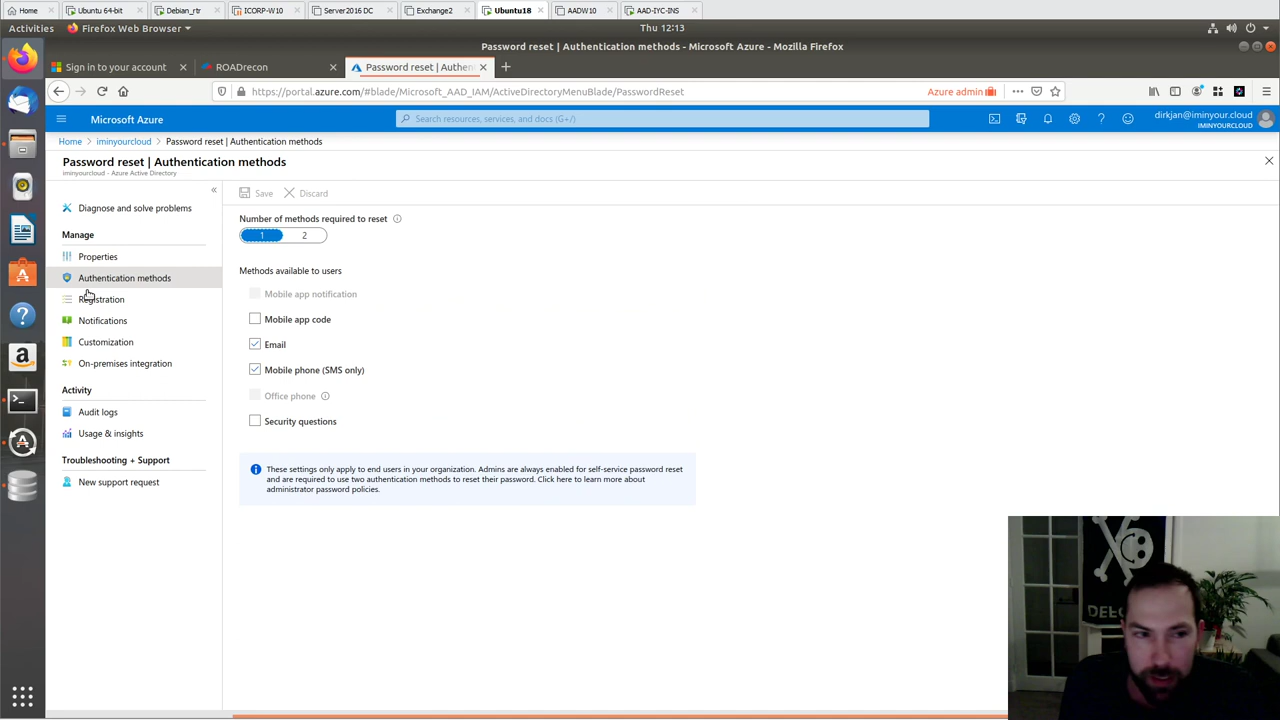 Home
Ubuntu 64-bit
Debian_rtr
ICORP-W10
Server2016 DC
Exchange2
Ubuntu18
AADW10
AAD-IYC-INS
Activities
Firefox Web Browser
Thu 12:13
Password reset | Authentication methods - Microsoft Azure - Mozilla Firefox
Sign in to your account
ROADrecon
Password reset | Authen
https://portal.azure.com/#blade/Microsoft_AAD_IAM/ActiveDirectoryMenuBlade/PasswordReset
Azure admin
Microsoft Azure
Search resources, services, and docs (G+/)
dirkjan@iminyour.cloud
IMINYOURCLOUD
Home > iminyourcloud > Password reset | Authentication methods
Password reset | Authentication methods
iminyourcloud - Azure Active Directory
Diagnose and solve problems
Manage
Properties
Authentication methods
Registration
Notifications
Customization
On-premises integration
Activity
Audit logs
Usage & insights
Troubleshooting + Support
New support request
Save
Discard
Number of methods required to reset
1
2
Methods available to users
Mobile app notification
Mobile app code
Email
Mobile phone (SMS only)
Office phone
Security questions
These settings only apply to end users in your organization. Admins are always enabled for self-service password reset
and are required to use two authentication methods to reset their password. Click here to learn more about
administrator password policies.